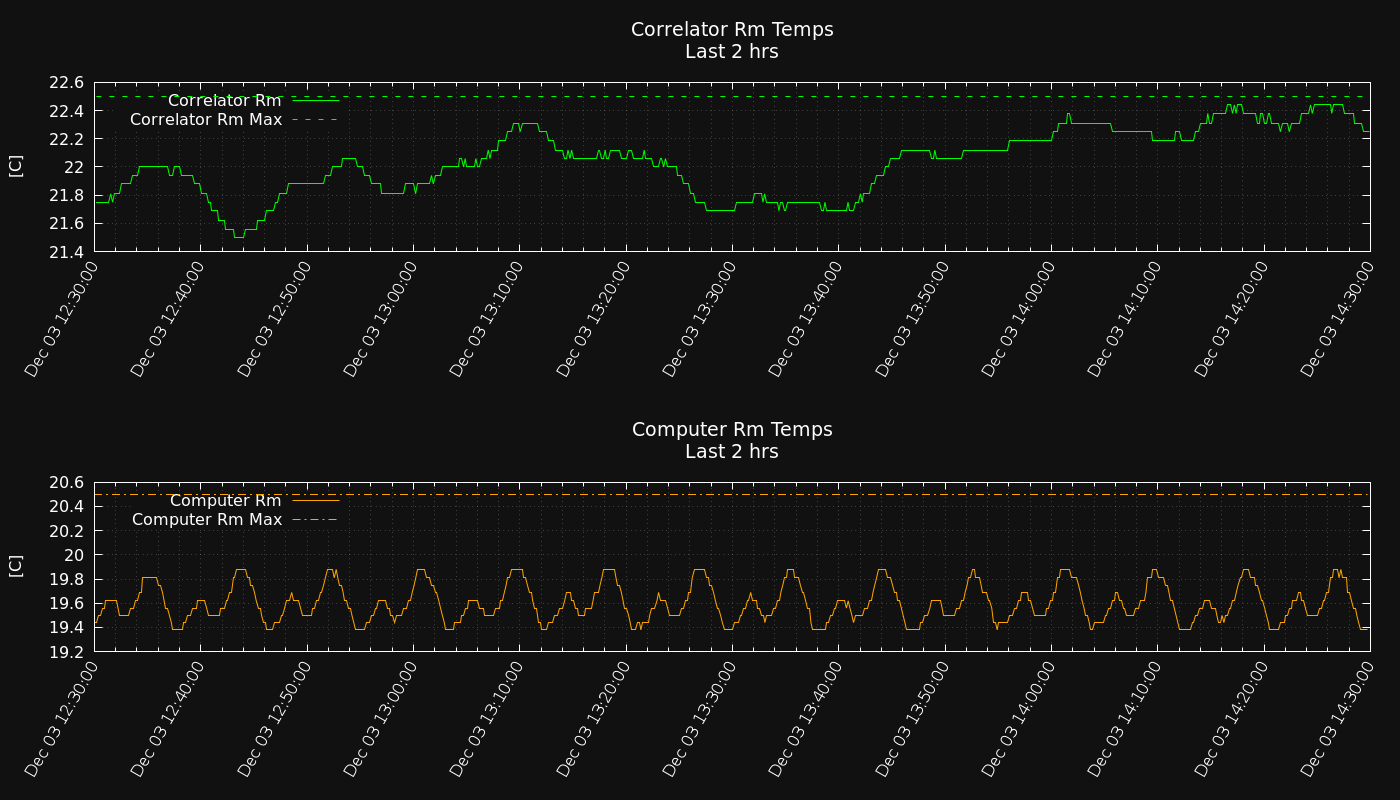 Correlator Rm Temps
Last 2 hrs
22.6
22.4
22.2
22
21.8
21.6
21.4
[C]
Correlator Rm
Correlator Rm Max
Dec 03 12:30:00
Dec 03 12:40:00
Dec 03 12:50:00
Dec 03 13:00:00
Dec 03 13:10:00
Dec 03 13:20:00
Dec 03 13:30:00
Dec 03 13:40:00
Dec 03 13:50:00
Dec 03 14:00:00
Dec 03 14:10:00
Dec 03 14:20:00
Dec 03 14:30:00
Computer Rm Temps
Last 2 hrs
20.6
20.4
20.2
20
19.8
19.6
19.4
19.2
[C]
Computer Rm
Computer Rm Max
Dec 03 12:30:00
Dec 03 12:40:00
Dec 03 12:50:00
Dec 03 13:00:00
Dec 03 13:10:00
Dec 03 13:20:00
Dec 03 13:30:00
Dec 03 13:40:00
Dec 03 13:50:00
Dec 03 14:00:00
Dec 03 14:10:00
Dec 03 14:20:00
Dec 03 14:30:00